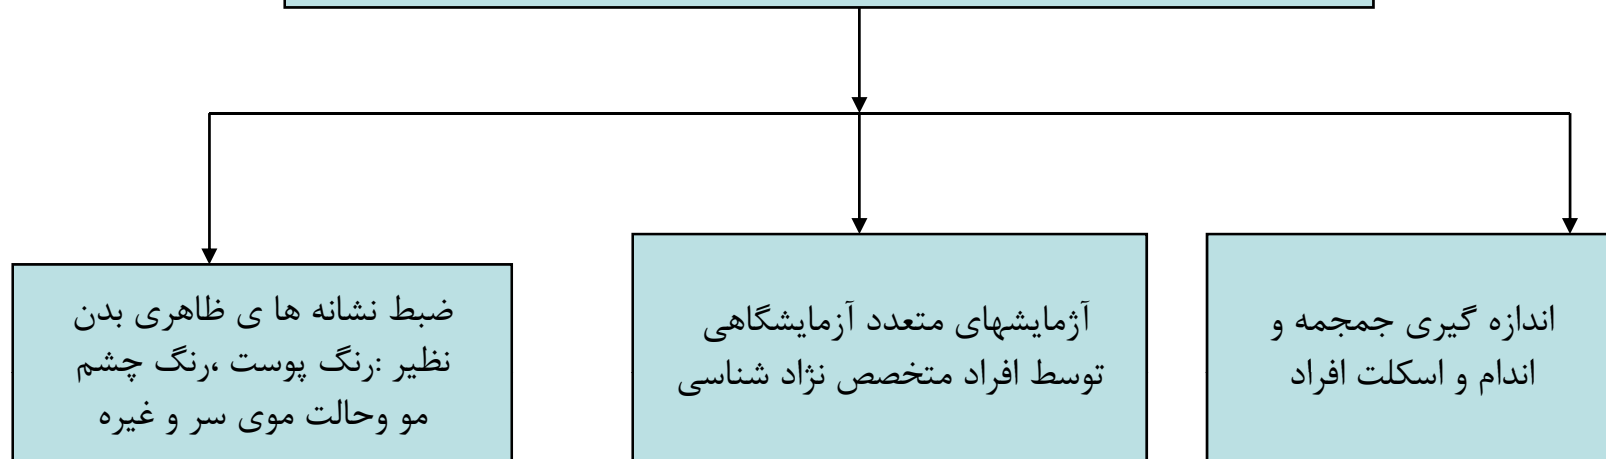 اندازه گیری جمجمه و
اندام و اسکلت افراد
آژمایشهای متعدد آزمایشگاهی
توسط افراد متخصص نژاد شناسی
ضبط نشانه ها ی ظاهری بدن
نظیر :رنگ پوست ،رنگ چشم
مو وحالت موی سر و غیره